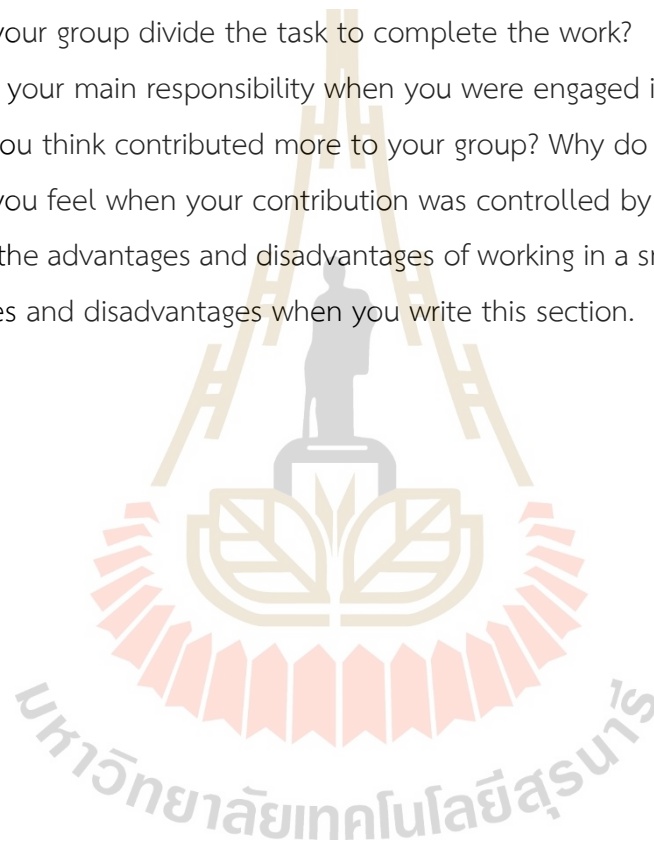 your group divide the task to complete the work?
your main responsibility when you were engaged i
ou think contributed more to your group? Why do
you feel when your contribution was controlled by
the advantages and disadvantages of working in a sr
es and disadvantages when you write this section.
มหาวิทยาลัยเทคโนโลยีสุรนารี